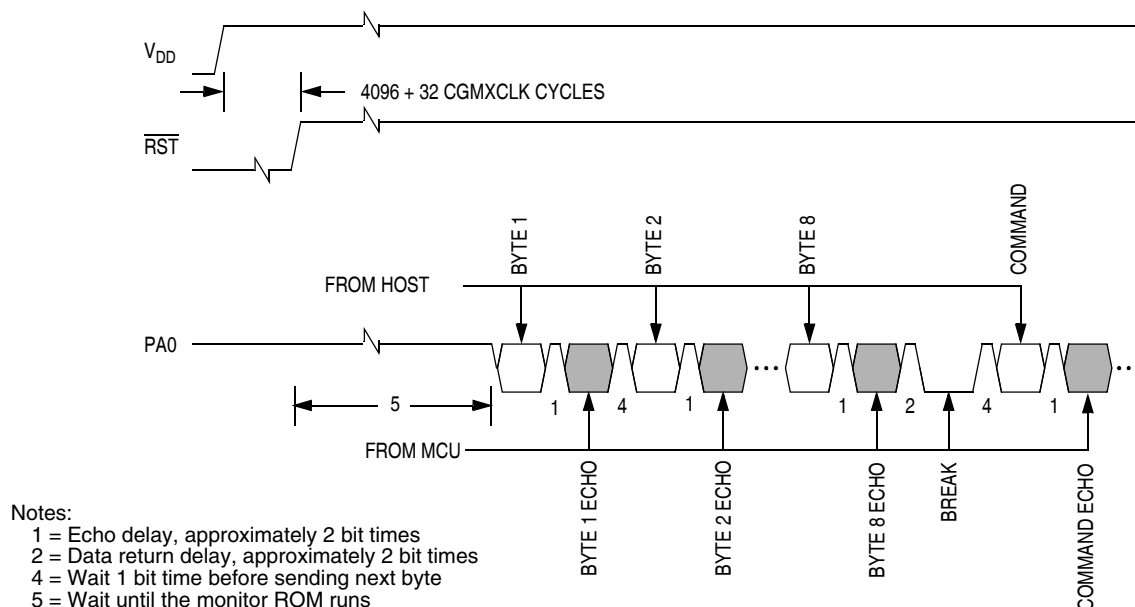 VDD
4096 + 32 CGMXCLK CYCLES
RST
BYTE 1
BYTE 2
BYTE 8
COMMAND
FROM HOST
PA0
5
1
4
1
1
2
4
1
FROM MCU
BYTE 1 ECHO
BYTE 2 ECHO
BYTE 8 ECHO
BREAK
COMMAND ECHO
Notes:
1 = Echo delay, approximately 2 bit times
2 = Data return delay, approximately 2 bit times
4 = Wait 1 bit time before sending next byte
5 = Wait until the monitor ROM runs